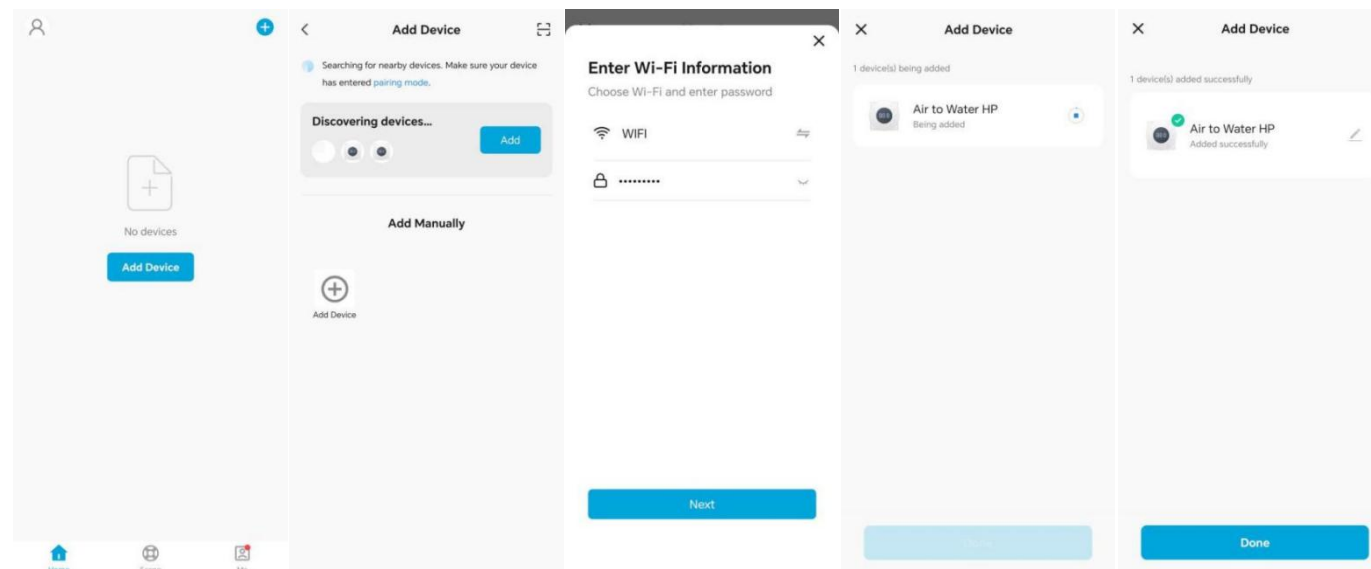 No devices
Add Device
Home
Scene
Me
Add Device
Searching for nearby devices. Make sure your device
has entered pairing mode.
Discovering devices...
Add
Add Manually
Add Device
Enter Wi-Fi Information
Choose Wi-Fi and enter password
WIFI
•••••••••
Next
Add Device
1 device(s) being added
Air to Water HP
Being added
Add Device
1 device(s) added successfully
Air to Water HP
Added successfully
Done